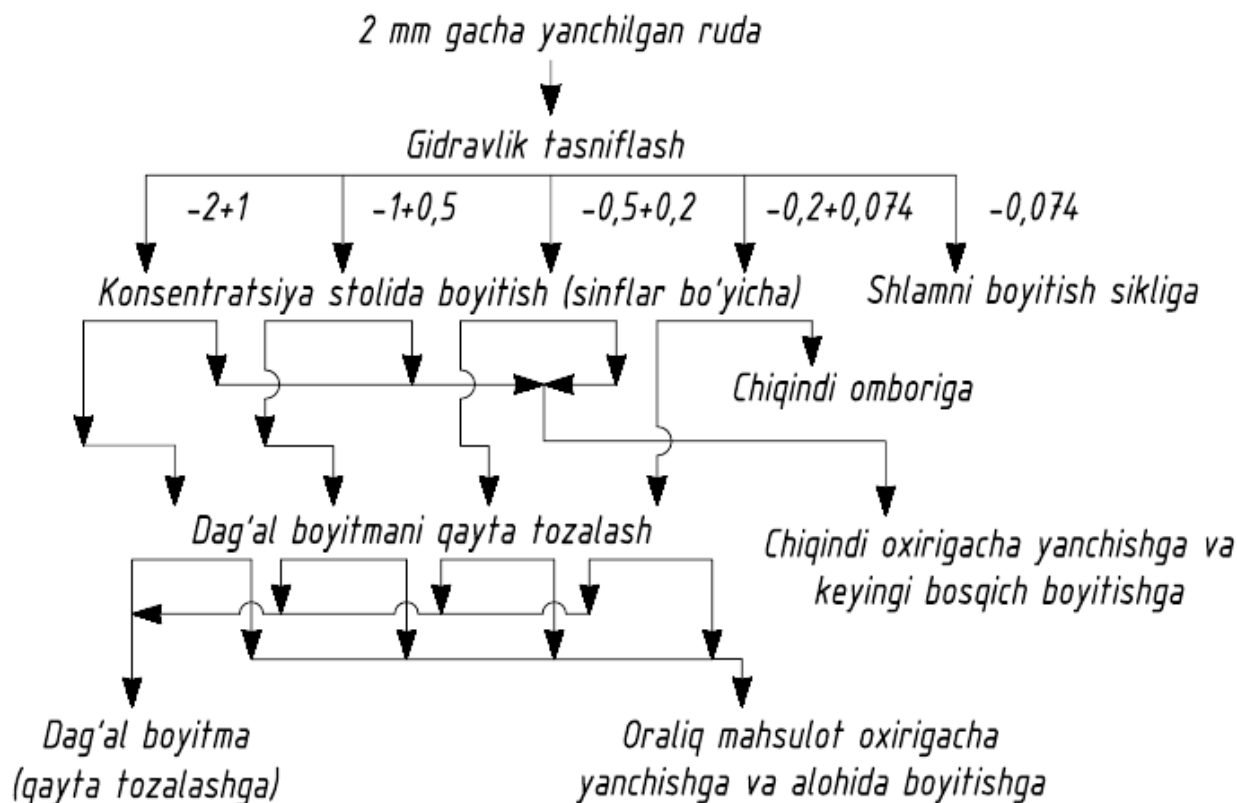 2 mm gacha yanchilgan ruda
Gidravlik tasniflash
-2+1
-1+0,5
-0,5+0,2
-0,2+0,074
-0,074
Konsentratsiya stolida boyitish (sinflar bo'yicha)
Shlamni boyitish sikliga
Chiqindi omboriga
Dag'al boyitmani qayta tozalash
Chiqindi oxirigacha yanchishga va
keyingi bosqich boyitishga
Dag'al boyitma
(qayta tozalashga)
Oraliq mahsulot oxirigacha
yanchishga va alohida boyitishga